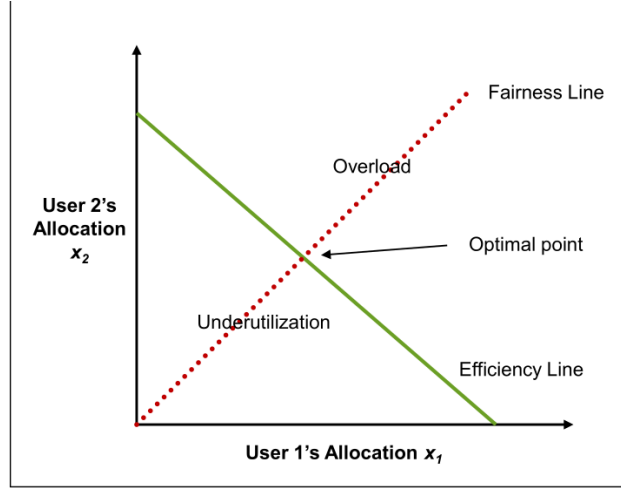 Fairness Line
Overload
User 2's
Allocation
x2
Optimal point
Underutilization
Efficiency Line
User 1's Allocation x1